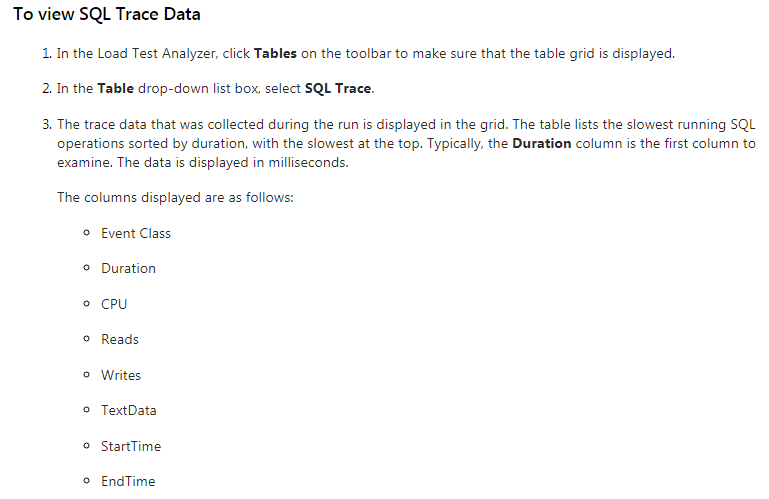 To view SQL Trace Data
1. In the Load Test Analyzer, click Tables on the toolbar to make sure that the table grid is displayed.
2. In the Table drop-down list box, select SQL Trace.
3. The trace data that was collected during the run is displayed in the grid. The table lists the slowest running SQL
operations sorted by duration, with the slowest at the top. Typically, the Duration column is the first column to
examine. The data is displayed in milliseconds.
The columns displayed are as follows:
Event Class
Duration
CPU
Reads
Writes
TextData
StartTime
EndTime